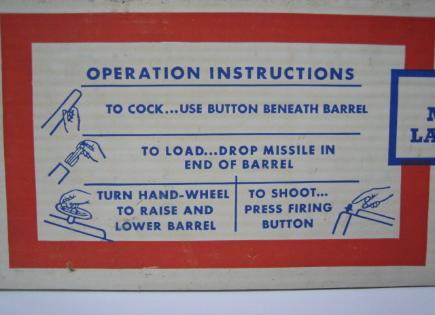 OPERATION INSTRUCTIONS
TO COCK...USE BUTTON BENEATH BARREL
TO LOAD...DROP MISSILE IN
END OF BARREL
TURN HAND-WHEEL
TO RAISE AND
LOWER BARREL
TO SHOOT...
PRESS FIRING
BUTTON